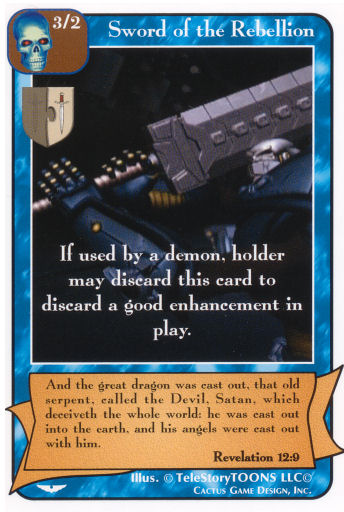 3/2
Sword of the Rebellion
If used by a demon, holder
may discard this card to
discard a good enhancement in
play.
And the great dragon was cast out, that old
serpent, called the Devil, Satan, which
deceiveth the whole world: he was cast out
into the earth, and his angels were cast out
with him.
Revelation 12:9
Illus. © TeleStoryTOONS LLC©
Cactus Game Design, Inc.